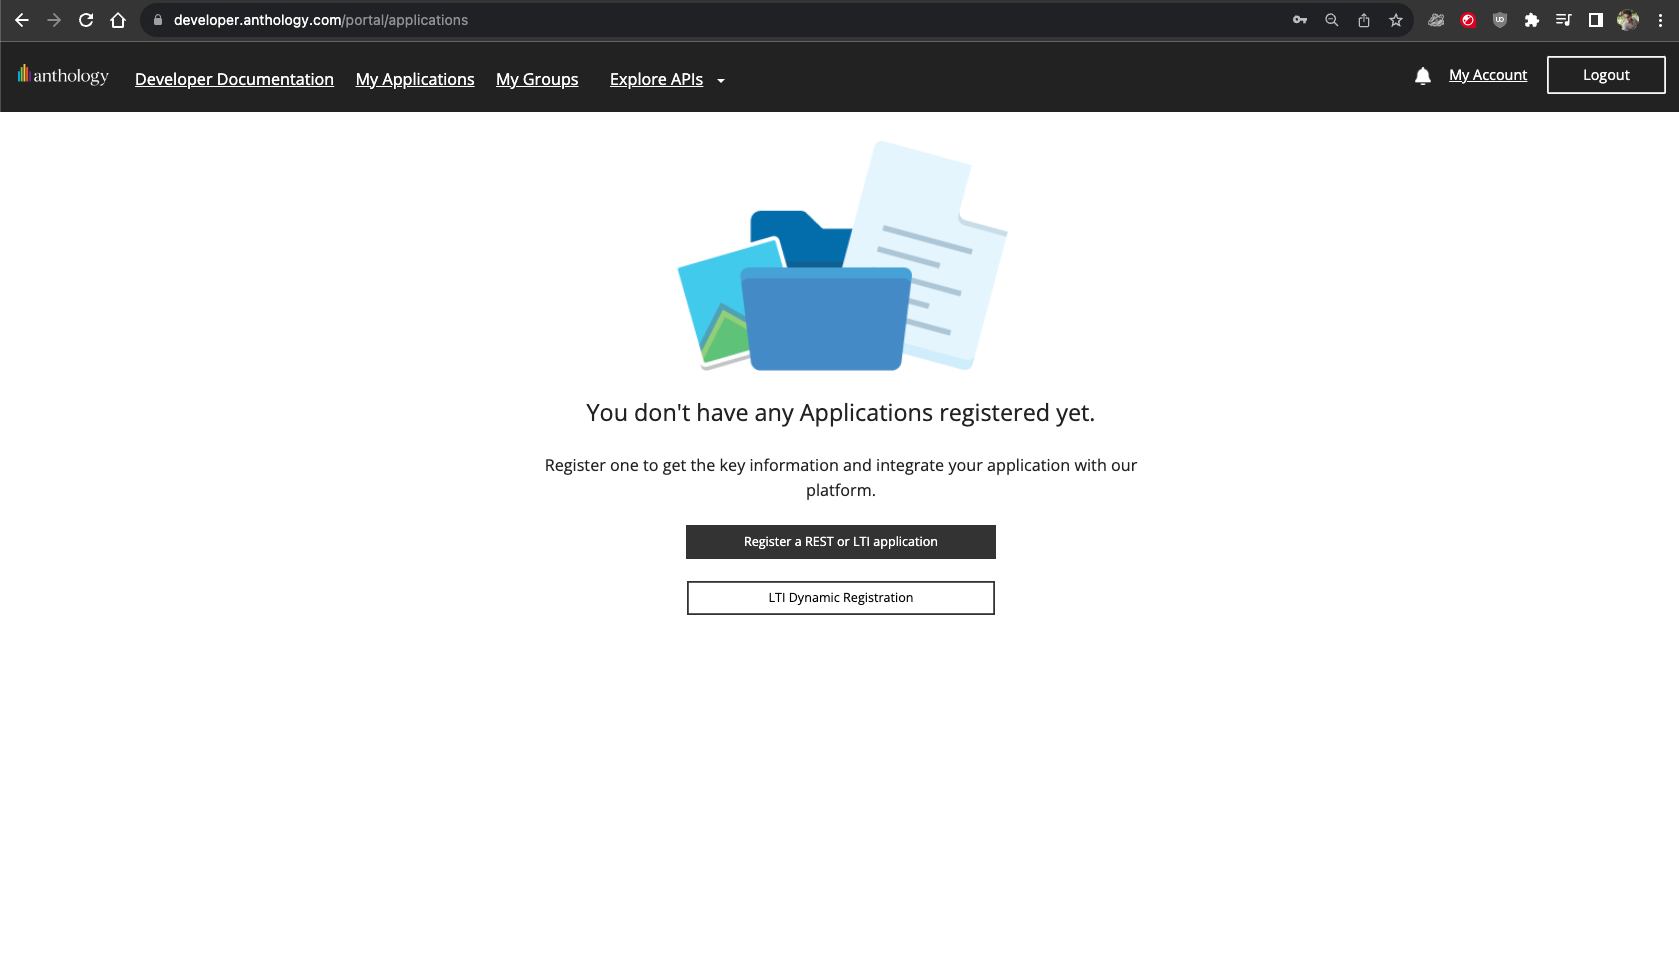 developer.anthology.com/portal/applications
anthology
Developer Documentation
My Applications
My Groups
Explore APIs
My Account
Logout
You don't have any Applications registered yet.
Register one to get the key information and integrate your application with our
platform.
Register a REST or LTI application
LTI Dynamic Registration